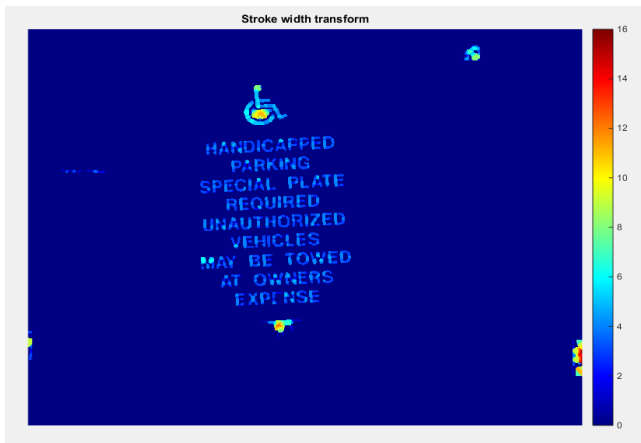 Stroke width transform
HANDICAPPED
PARKING
SPECIAL PLATE
REQUIRED
UNAUTHORIZED
VEHICLES
MAY BE TOWED
AT OWNERS
EXPENSE
16
14
12
10
8
6
4
2
0